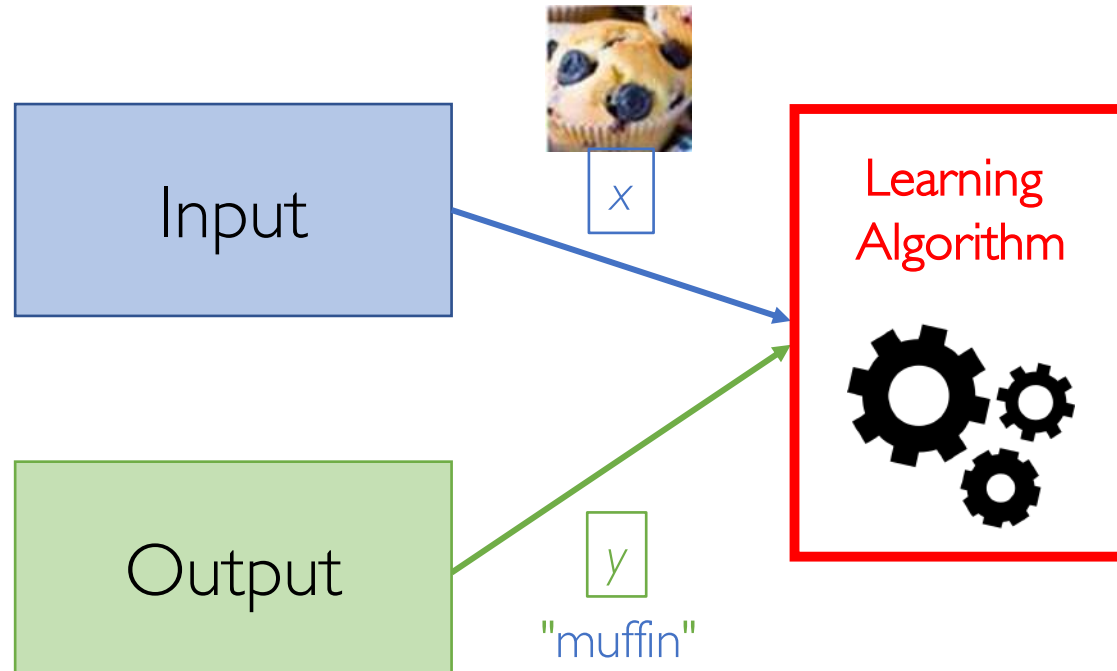 Input
x
Learning
Algorithm
Output
y
"muffin"